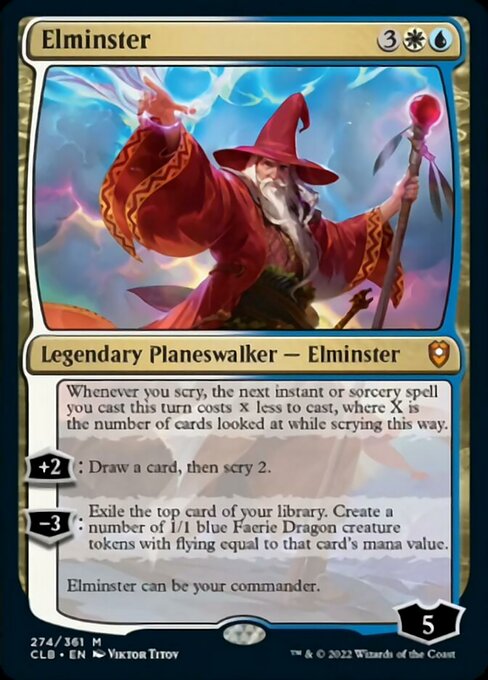 Elminster 3
Legendary Planeswalker — Elminster
Whenever you scry, the next instant or sorcery spell
you cast this turn costs X less to cast, where X is
the number of cards looked at while scrying this way.
+2 : Draw a card, then scry 2.
-3 : Exile the top card of your library. Create a
number of 1/1 blue Faerie Dragon creature
tokens with flying equal to that card's mana value.
Elminster can be your commander.
5
274/361 M
CLB • EN Viktor Titov
™ & © 2022 Wizards of the Coast